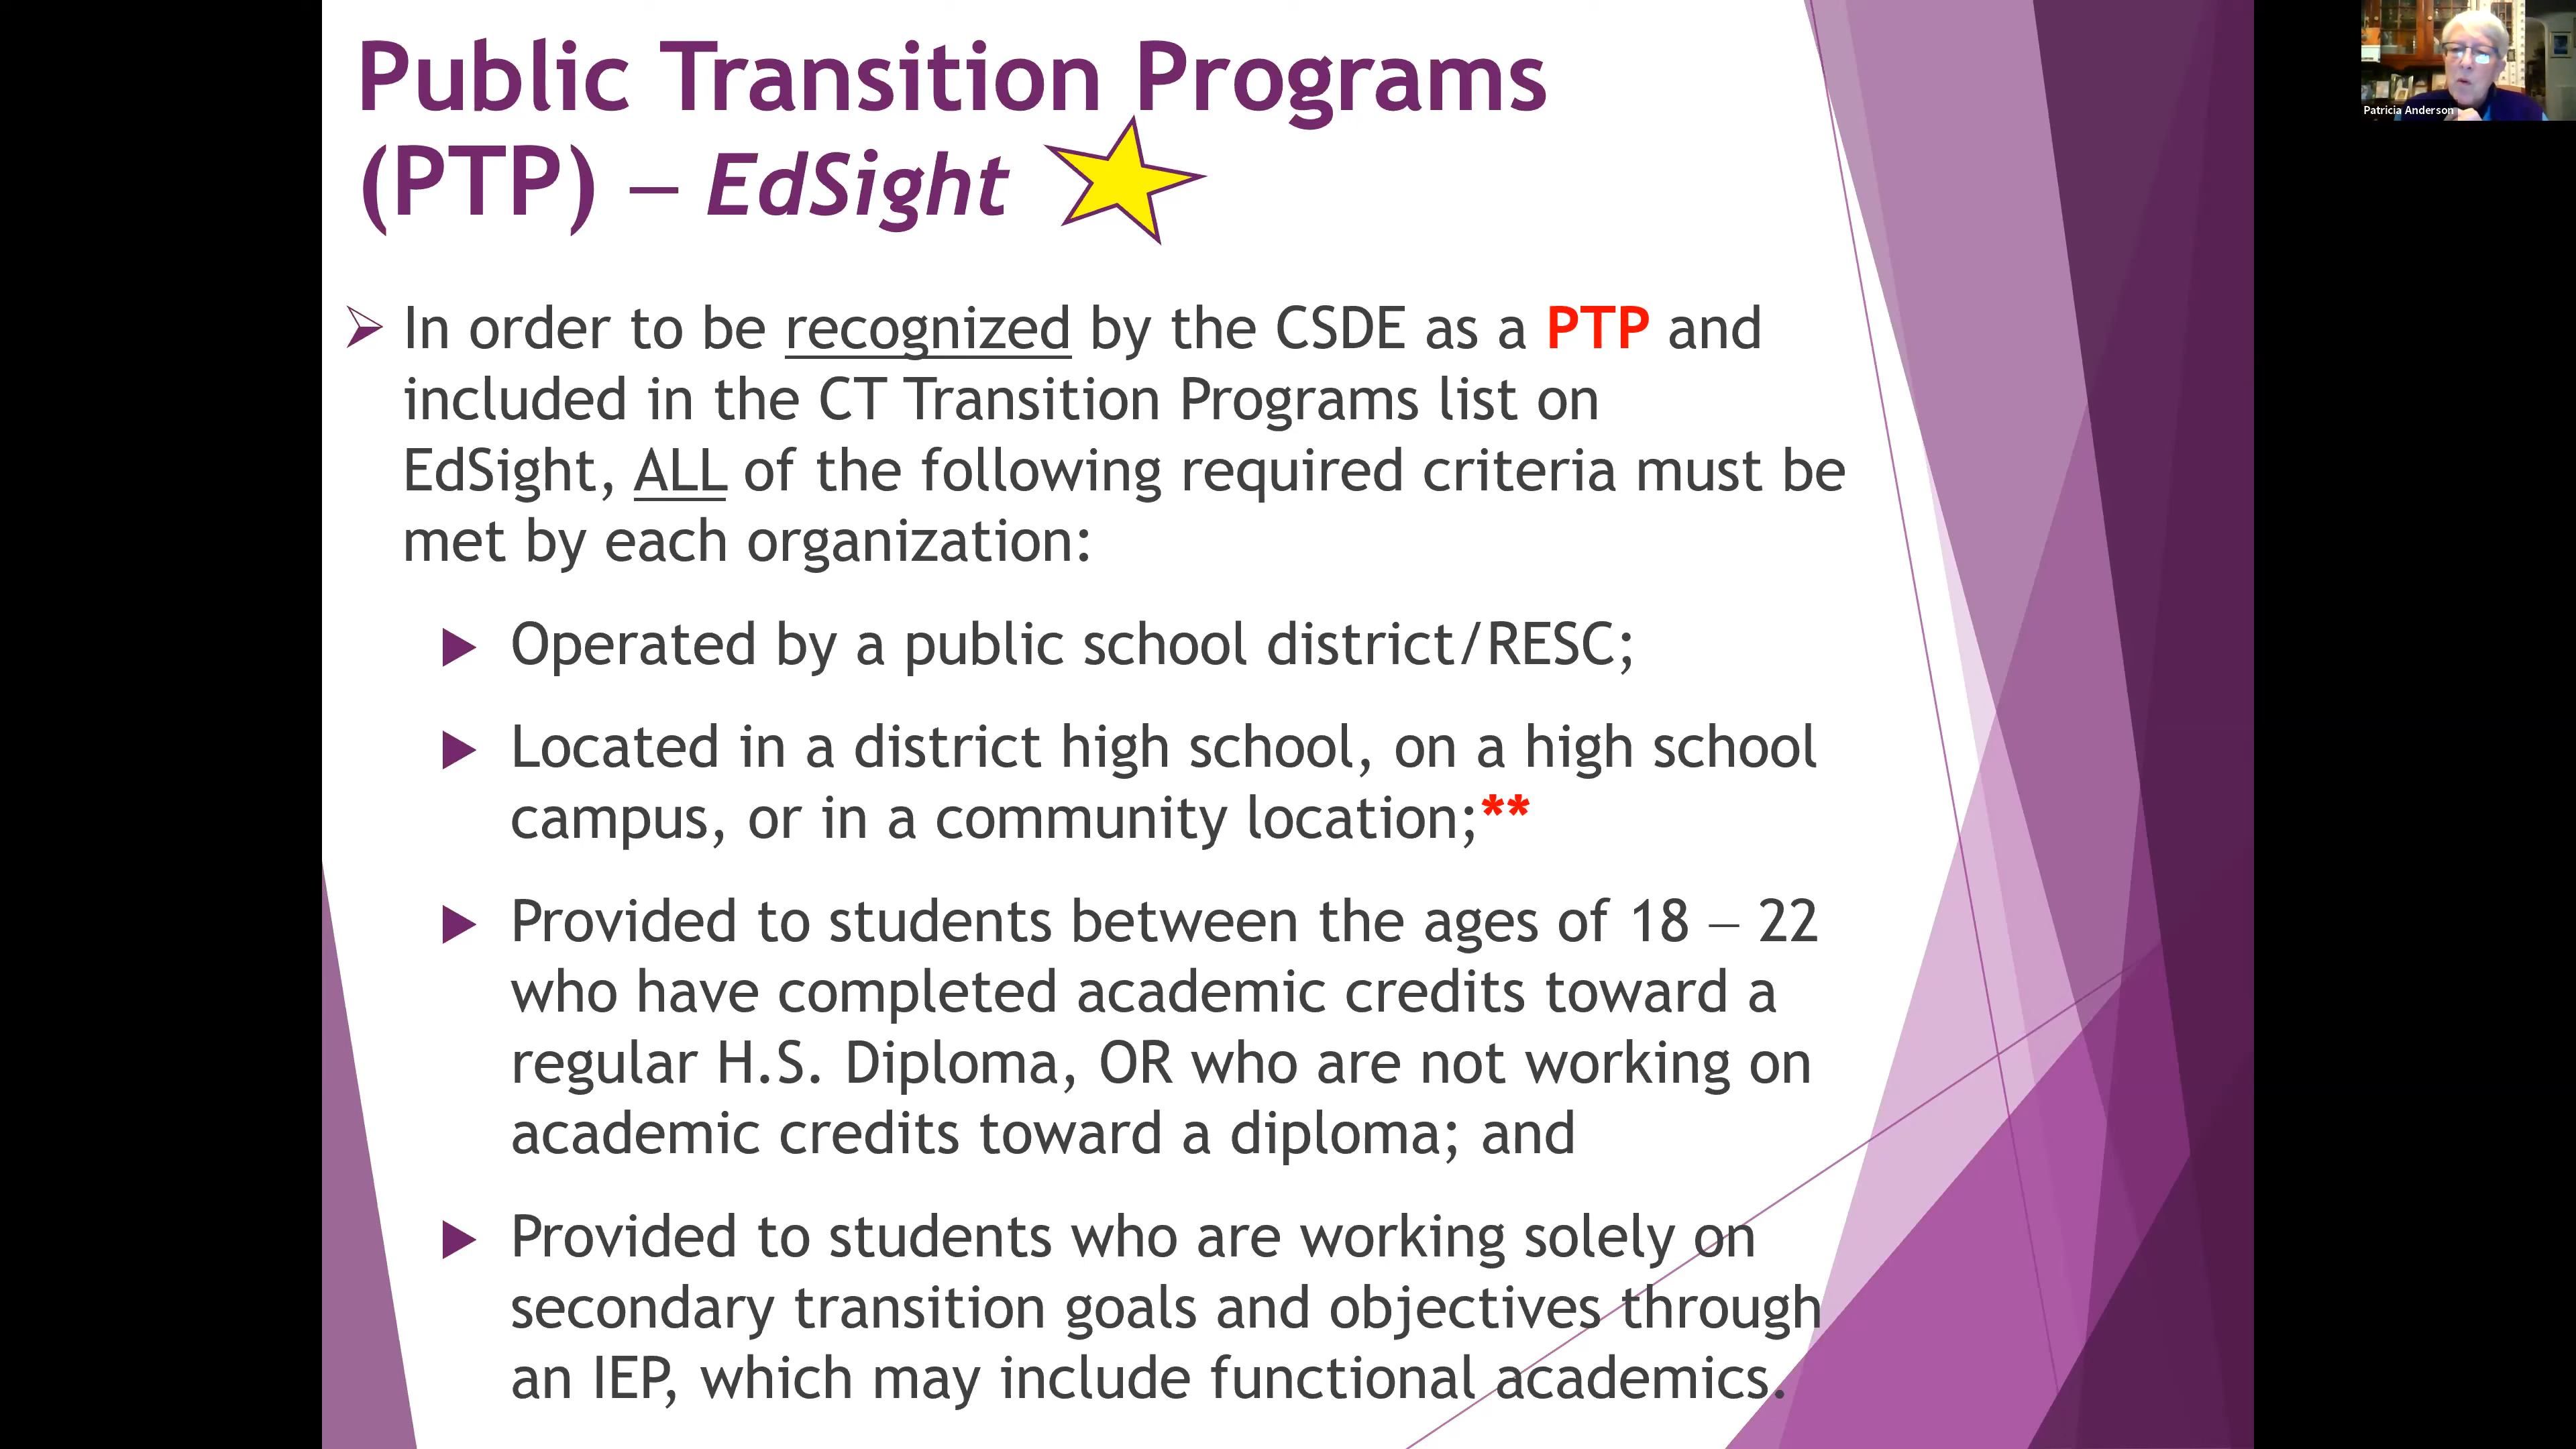 Public Transition Programs
(PTP) – EdSight
In order to be recognized by the CSDE as a PTP and
included in the CT Transition Programs list on
EdSight, ALL of the following required criteria must be
met by each organization:
Operated by a public school district/RESC;
Located in a district high school, on a high school
campus, or in a community location;**
Provided to students between the ages of 18 – 22
who have completed academic credits toward a
regular H.S. Diploma, OR who are not working on
academic credits toward a diploma; and
Provided to students who are working solely on
secondary transition goals and objectives through
an IEP, which may include functional academics.
Patricia Anderson